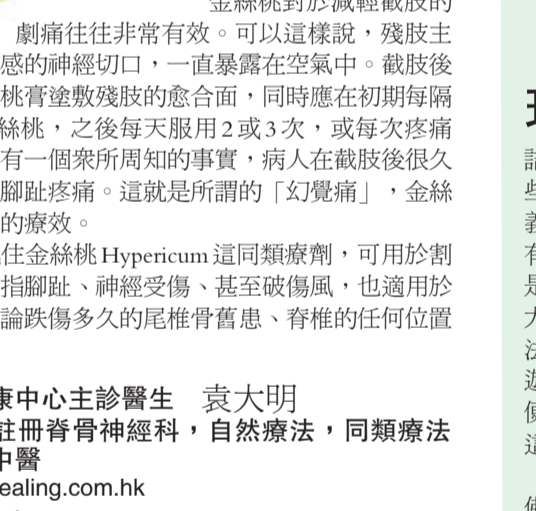 金絲桃對於減輕截肢的
劇痛往往非常有效。可以這樣說，殘肢主
感的神經切口，一直暴露在空氣中。截肢後
桃膏塗敷殘肢的愈合面，同時應在初期每隔
絲桃，之後每天服用2或3次，或每次疼痛
有一個衆所周知的事實，病人在截肢後很久
腳趾疼痛。這就是所謂的「幻覺痛」，金絲
的療效。
住金絲桃Hypericum這同類療劑，可用於割
指腳趾、神經受傷、甚至破傷風，也適用於
論跌傷多久的尾椎骨舊患、脊椎的任何位置
康中心主診醫生 袁大明
註冊脊骨神經科，自然療法，同類療法
中醫
ealing.com.hk